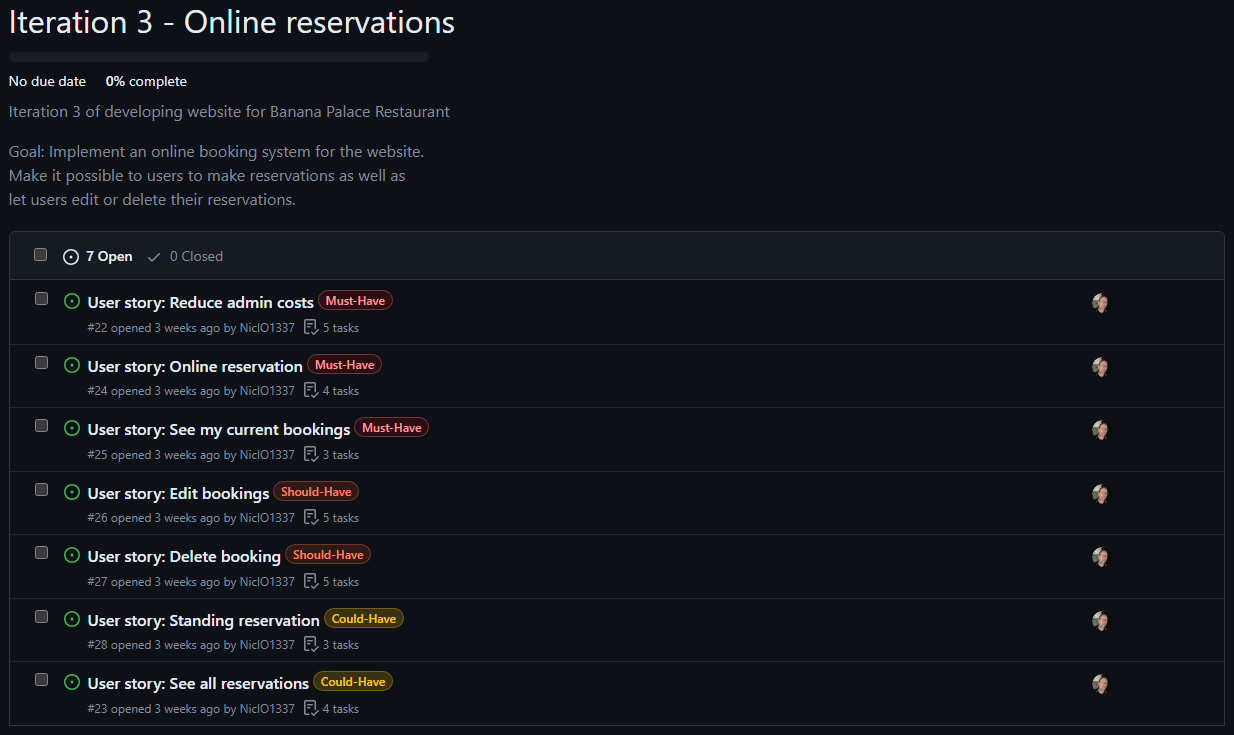 Iteration 3 - Online reservations
No due date 0% complete
Iteration 3 of developing website for Banana Palace Restaurant
Goal: Implement an online booking system for the website.
Make it possible to users to make reservations as well as
let users edit or delete their reservations.
7 Open 0 Closed
User story: Reduce admin costs Must-Have
#22 opened 3 weeks ago by NiclO1337 5 tasks
User story: Online reservation Must-Have
#24 opened 3 weeks ago by NiclO1337 4 tasks
User story: See my current bookings Must-Have
#25 opened 3 weeks ago by NiclO1337 3 tasks
User story: Edit bookings Should-Have
#26 opened 3 weeks ago by NiclO1337 5 tasks
User story: Delete booking Should-Have
#27 opened 3 weeks ago by NiclO1337 5 tasks
User story: Standing reservation Could-Have
#28 opened 3 weeks ago by NiclO1337 3 tasks
User story: See all reservations Could-Have
#23 opened 3 weeks ago by NiclO1337 4 tasks